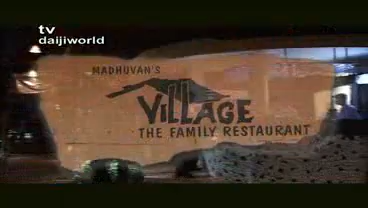 tv
daijiworld
MADHUVAN'S
VILLAGE
THE FAMILY RESTAURANT